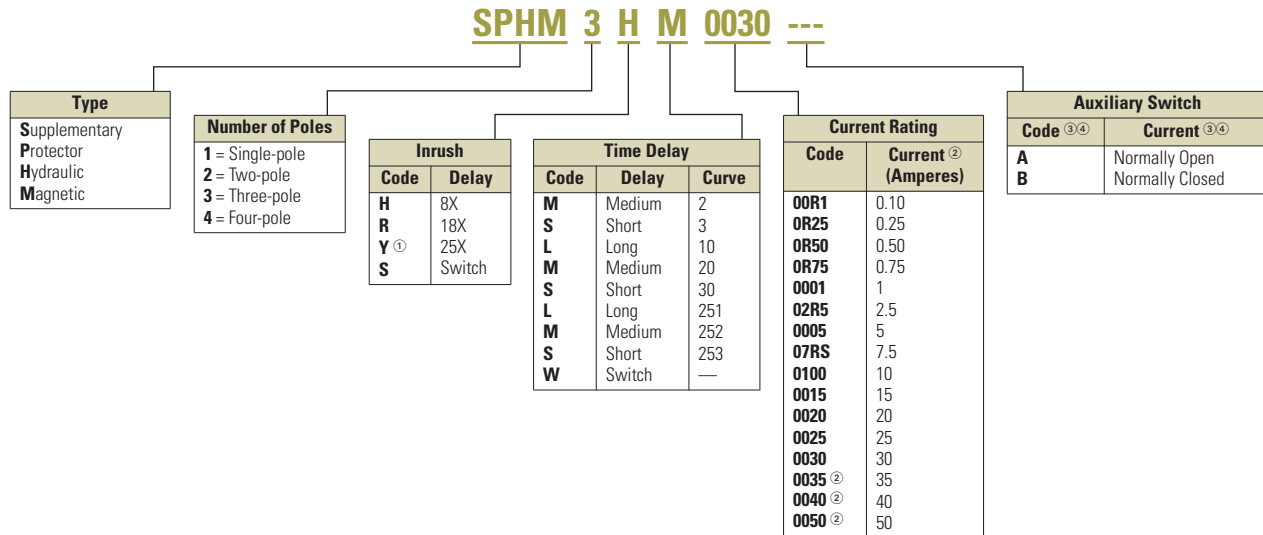 SPHM 3 H M 0030 ---
Type
Supplementary
Protector
Hydraulic
Magnetic
Number of Poles
1 = Single-pole
2 = Two-pole
3 = Three-pole
4 = Four-pole
Inrush
Code Delay
H 8X
R 18X
Y ① 25X
S Switch
Time Delay
Code Delay Curve
M Medium 2
S Short 3
L Long 10
M Medium 20
S Short 30
L Long 251
M Medium 252
S Short 253
W Switch —
Current Rating
Code Current ②
(Amperes)
00R1 0.10
0R25 0.25
0R50 0.50
0R75 0.75
0001 1
02R5 2.5
0005 5
07RS 7.5
0100 10
0015 15
0020 20
0025 25
0030 30
0035 ② 35
0040 ② 40
0050 ② 50
Auxiliary Switch
Code ③④ Current ③④
A Normally Open
B Normally Closed